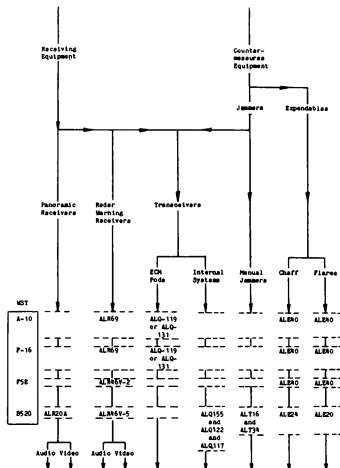 Receiving
Equipment
Counter-
measures
Equipment
Jammers
Expendables
Panoramic
Receivers
Radar
Warning
Receivers
Transceivers
ECM
Pods
Internal
Systems
Manual
Jammers
Chaff
Flares
WST
A-10
ALR69
ALQ-119
or ALQ-
131
ALE40
ALE40
F-16
ALR69
ALQ-119
or ALQ-
131
ALE40
ALE40
F5E
ALR46V-2
ALE40
ALE40
B52G
ALR20A
ALR46V-5
ALQ155
and
ALQ122
and
ALQ117
ALT16
and
ALT34
ALE24
ALE20
Audio Video
Audio Video